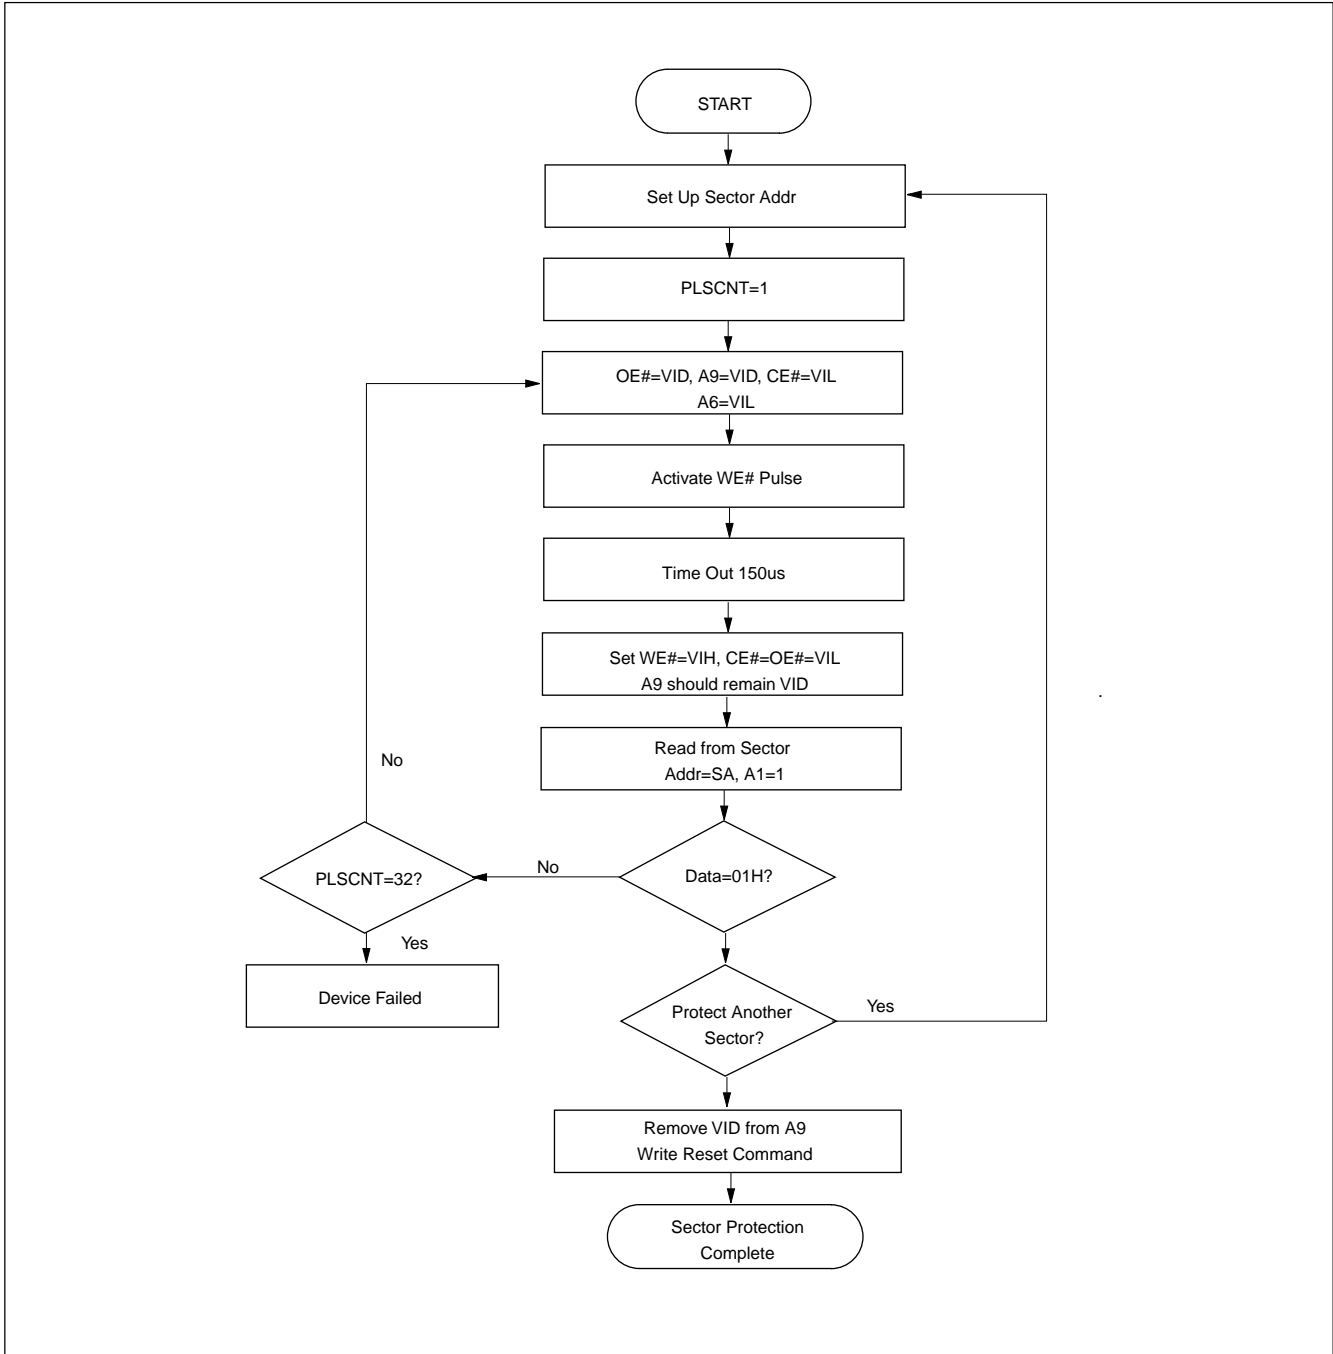 START
Set Up Sector Addr
PLSCNT=1
OE#=VID, A9=VID, CE#=VIL
A6=VIL
Activate WE# Pulse
Time Out 150us
Set WE#=VIH, CE#=OE#=VIL
A9 should remain VID
.
Read from Sector
Addr=SA, A1=1
No
PLSCNT=32?
No
Data=01H?
Yes
Device Failed
Protect Another
Sector?
Yes
Remove VID from A9
Write Reset Command
Sector Protection
Complete